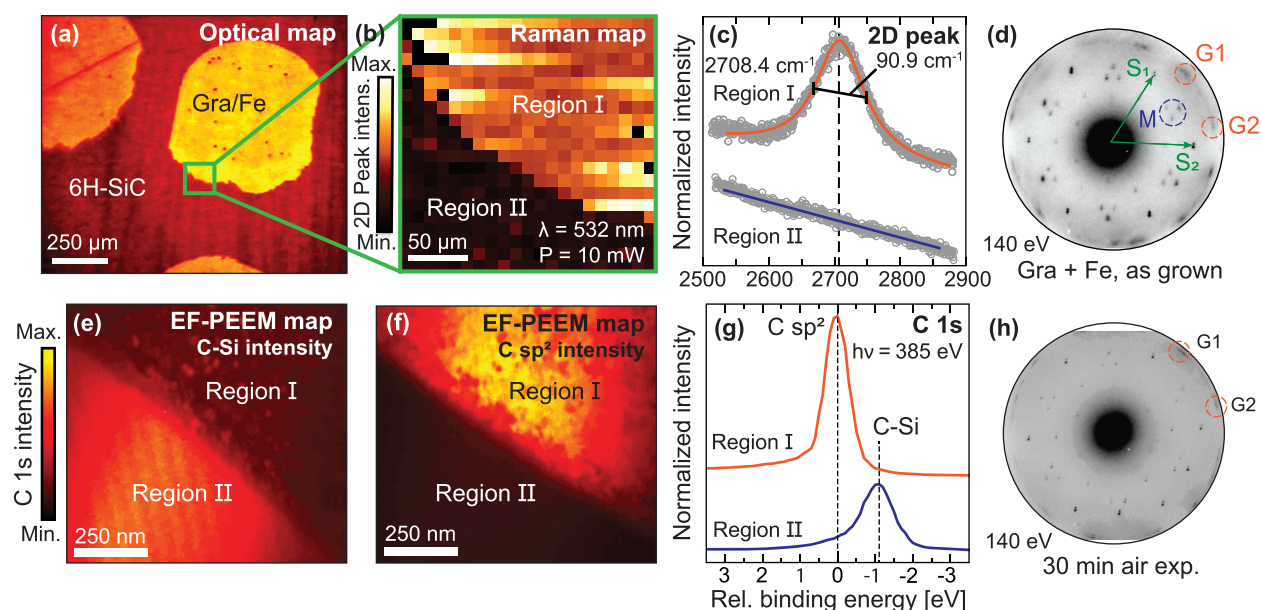 (a) Optical map
Gra/Fe
6H-SiC
250 µm
Max.
2D Peak intens.
Min.
(b) Raman map
Region I
Region II
λ = 532 nm
P = 10 mW
50 µm
(c) 2D peak
2708.4 cm⁻¹
90.9 cm⁻¹
Region I
Region II
Normalized intensity
2500 2600 2700 2800 2900
(d)
G1
S₁
M
G2
S₂
140 eV
Gra + Fe, as grown
Max.
C 1s intensity
Min.
(e) EF-PEEM map
C-Si intensity
Region I
Region II
250 nm
(f) EF-PEEM map
C sp² intensity
Region I
Region II
250 nm
(g) C 1s
C sp²
hν = 385 eV
C-Si
Region I
Region II
Normalized intensity
3 2 1 0 -1 -2 -3
Rel. binding energy [eV]
(h)
G1
G2
140 eV
30 min air exp.